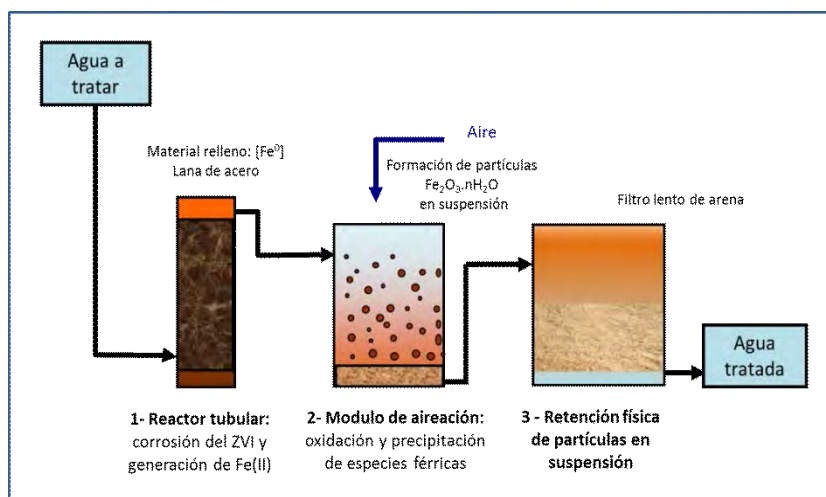 Agua a
tratar
Material relleno: [Fe⁰]
Lana de acero
Aire
Formación de partículas
Fe₂O₃.nH₂O
en suspensión
Filtro lento de arena
Agua
tratada
1- Reactor tubular:
corrosión del ZVI y
generación de Fe(II)
2- Modulo de aireación:
oxidación y precipitación
de especies férricas
3 - Retención física
de partículas en
suspensión